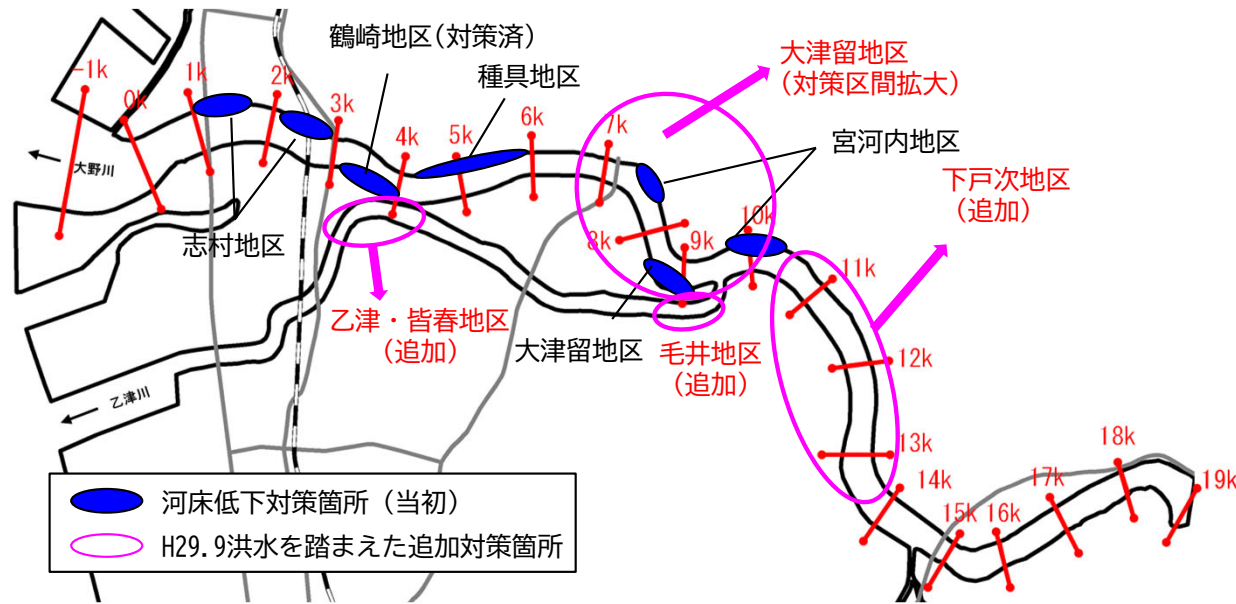 鶴崎地区(対策済)
種具地区
大津留地区
(対策区間拡大)
宮河内地区
下戸次地区
(追加)
-1k
0k
1k
2k
3k
4k
5k
6k
7k
8k
9k
10k
11k
12k
13k
14k
15k
16k
17k
18k
19k
大野川
志村地区
乙津・皆春地区
(追加)
大津留地区
毛井地区
(追加)
乙津川
河床低下対策箇所(当初)
H29.9洪水を踏まえた追加対策箇所